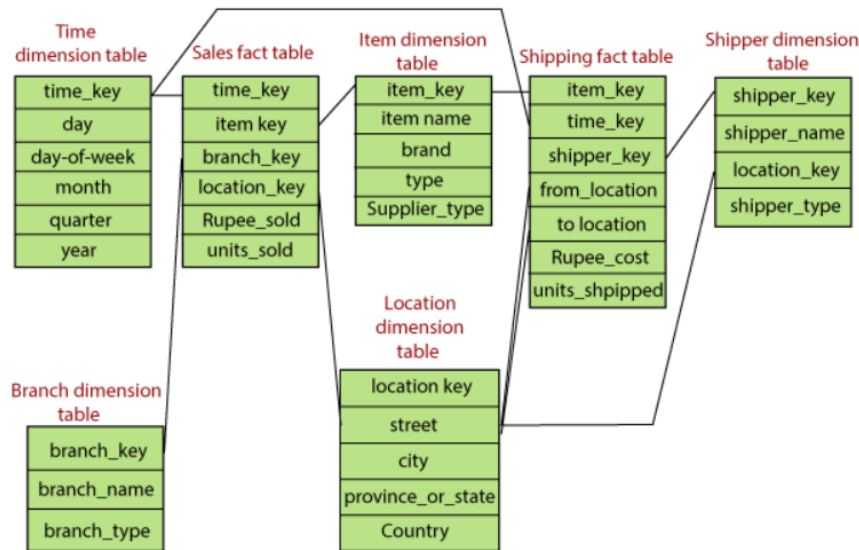 Time
dimension table
time_key
day
day-of-week
month
quarter
year
Sales fact table
time_key
item key
branch_key
location_key
Rupee_sold
units_sold
Item dimension
table
item_key
item name
brand
type
Supplier_type
Shipping fact table
item_key
time_key
shipper_key
from_location
to location
Rupee_cost
units_shpipped
Shipper dimension
table
shipper_key
shipper_name
location_key
shipper_type
Branch dimension
table
branch_key
branch_name
branch_type
Location
dimension
table
location key
street
city
province_or_state
Country